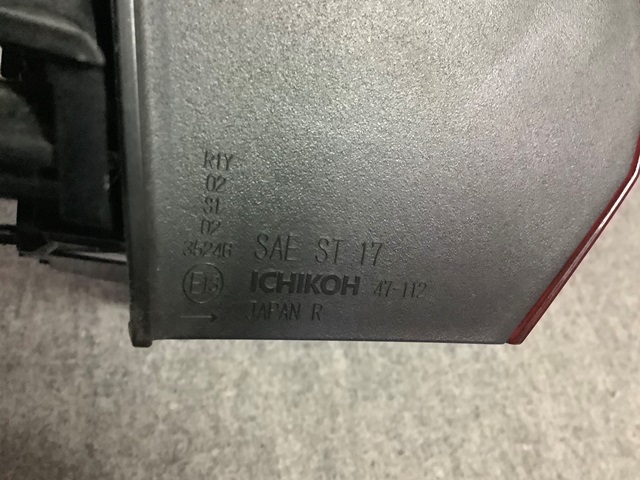 R1Y
02
S1
02
35246
SAE ST 17
E13
ICHIKOH 47-112
JAPAN R